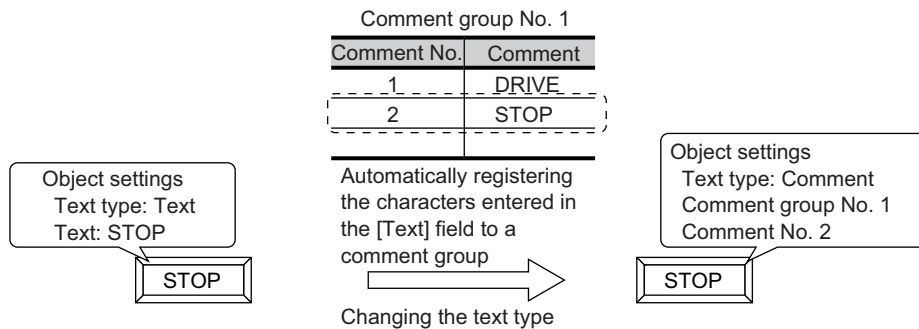 Comment group No. 1
Comment No. Comment
1 DRIVE
2 STOP
Object settings
Text type: Text
Text: STOP
STOP
Automatically registering
the characters entered in
the [Text] field to a
comment group
Changing the text type
Object settings
Text type: Comment
Comment group No. 1
Comment No. 2
STOP